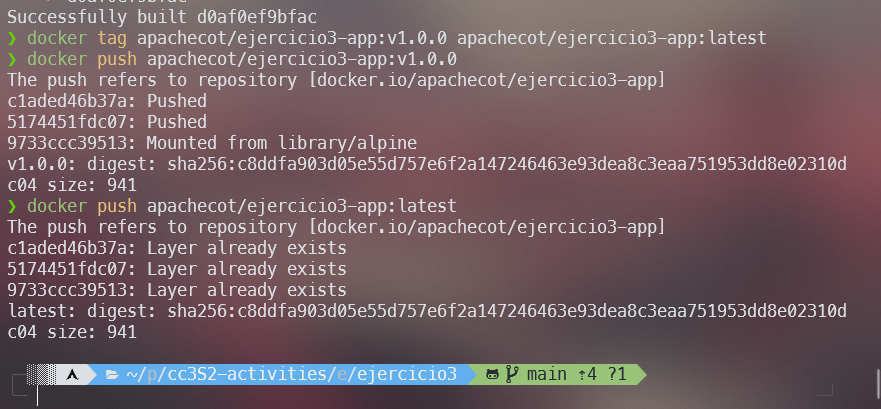 Successfully built d0af0ef9bfac
❯ docker tag apachecot/ejercicio3-app:v1.0.0 apachecot/ejercicio3-app:latest
❯ docker push apachecot/ejercicio3-app:v1.0.0
The push refers to repository [docker.io/apachecot/ejercicio3-app]
c1aded46b37a: Pushed
5174451fdc07: Pushed
9733ccc39513: Mounted from library/alpine
v1.0.0: digest: sha256:c8ddfa903d05e55d757e6f2a147246463e93dea8c3eaa751953dd8e02310d
c04 size: 941
❯ docker push apachecot/ejercicio3-app:latest
The push refers to repository [docker.io/apachecot/ejercicio3-app]
c1aded46b37a: Layer already exists
5174451fdc07: Layer already exists
9733ccc39513: Layer already exists
latest: digest: sha256:c8ddfa903d05e55d757e6f2a147246463e93dea8c3eaa751953dd8e02310d
c04 size: 941
~/p/cc3S2-activities/e/ejercicio3 main ⇡4 ?1